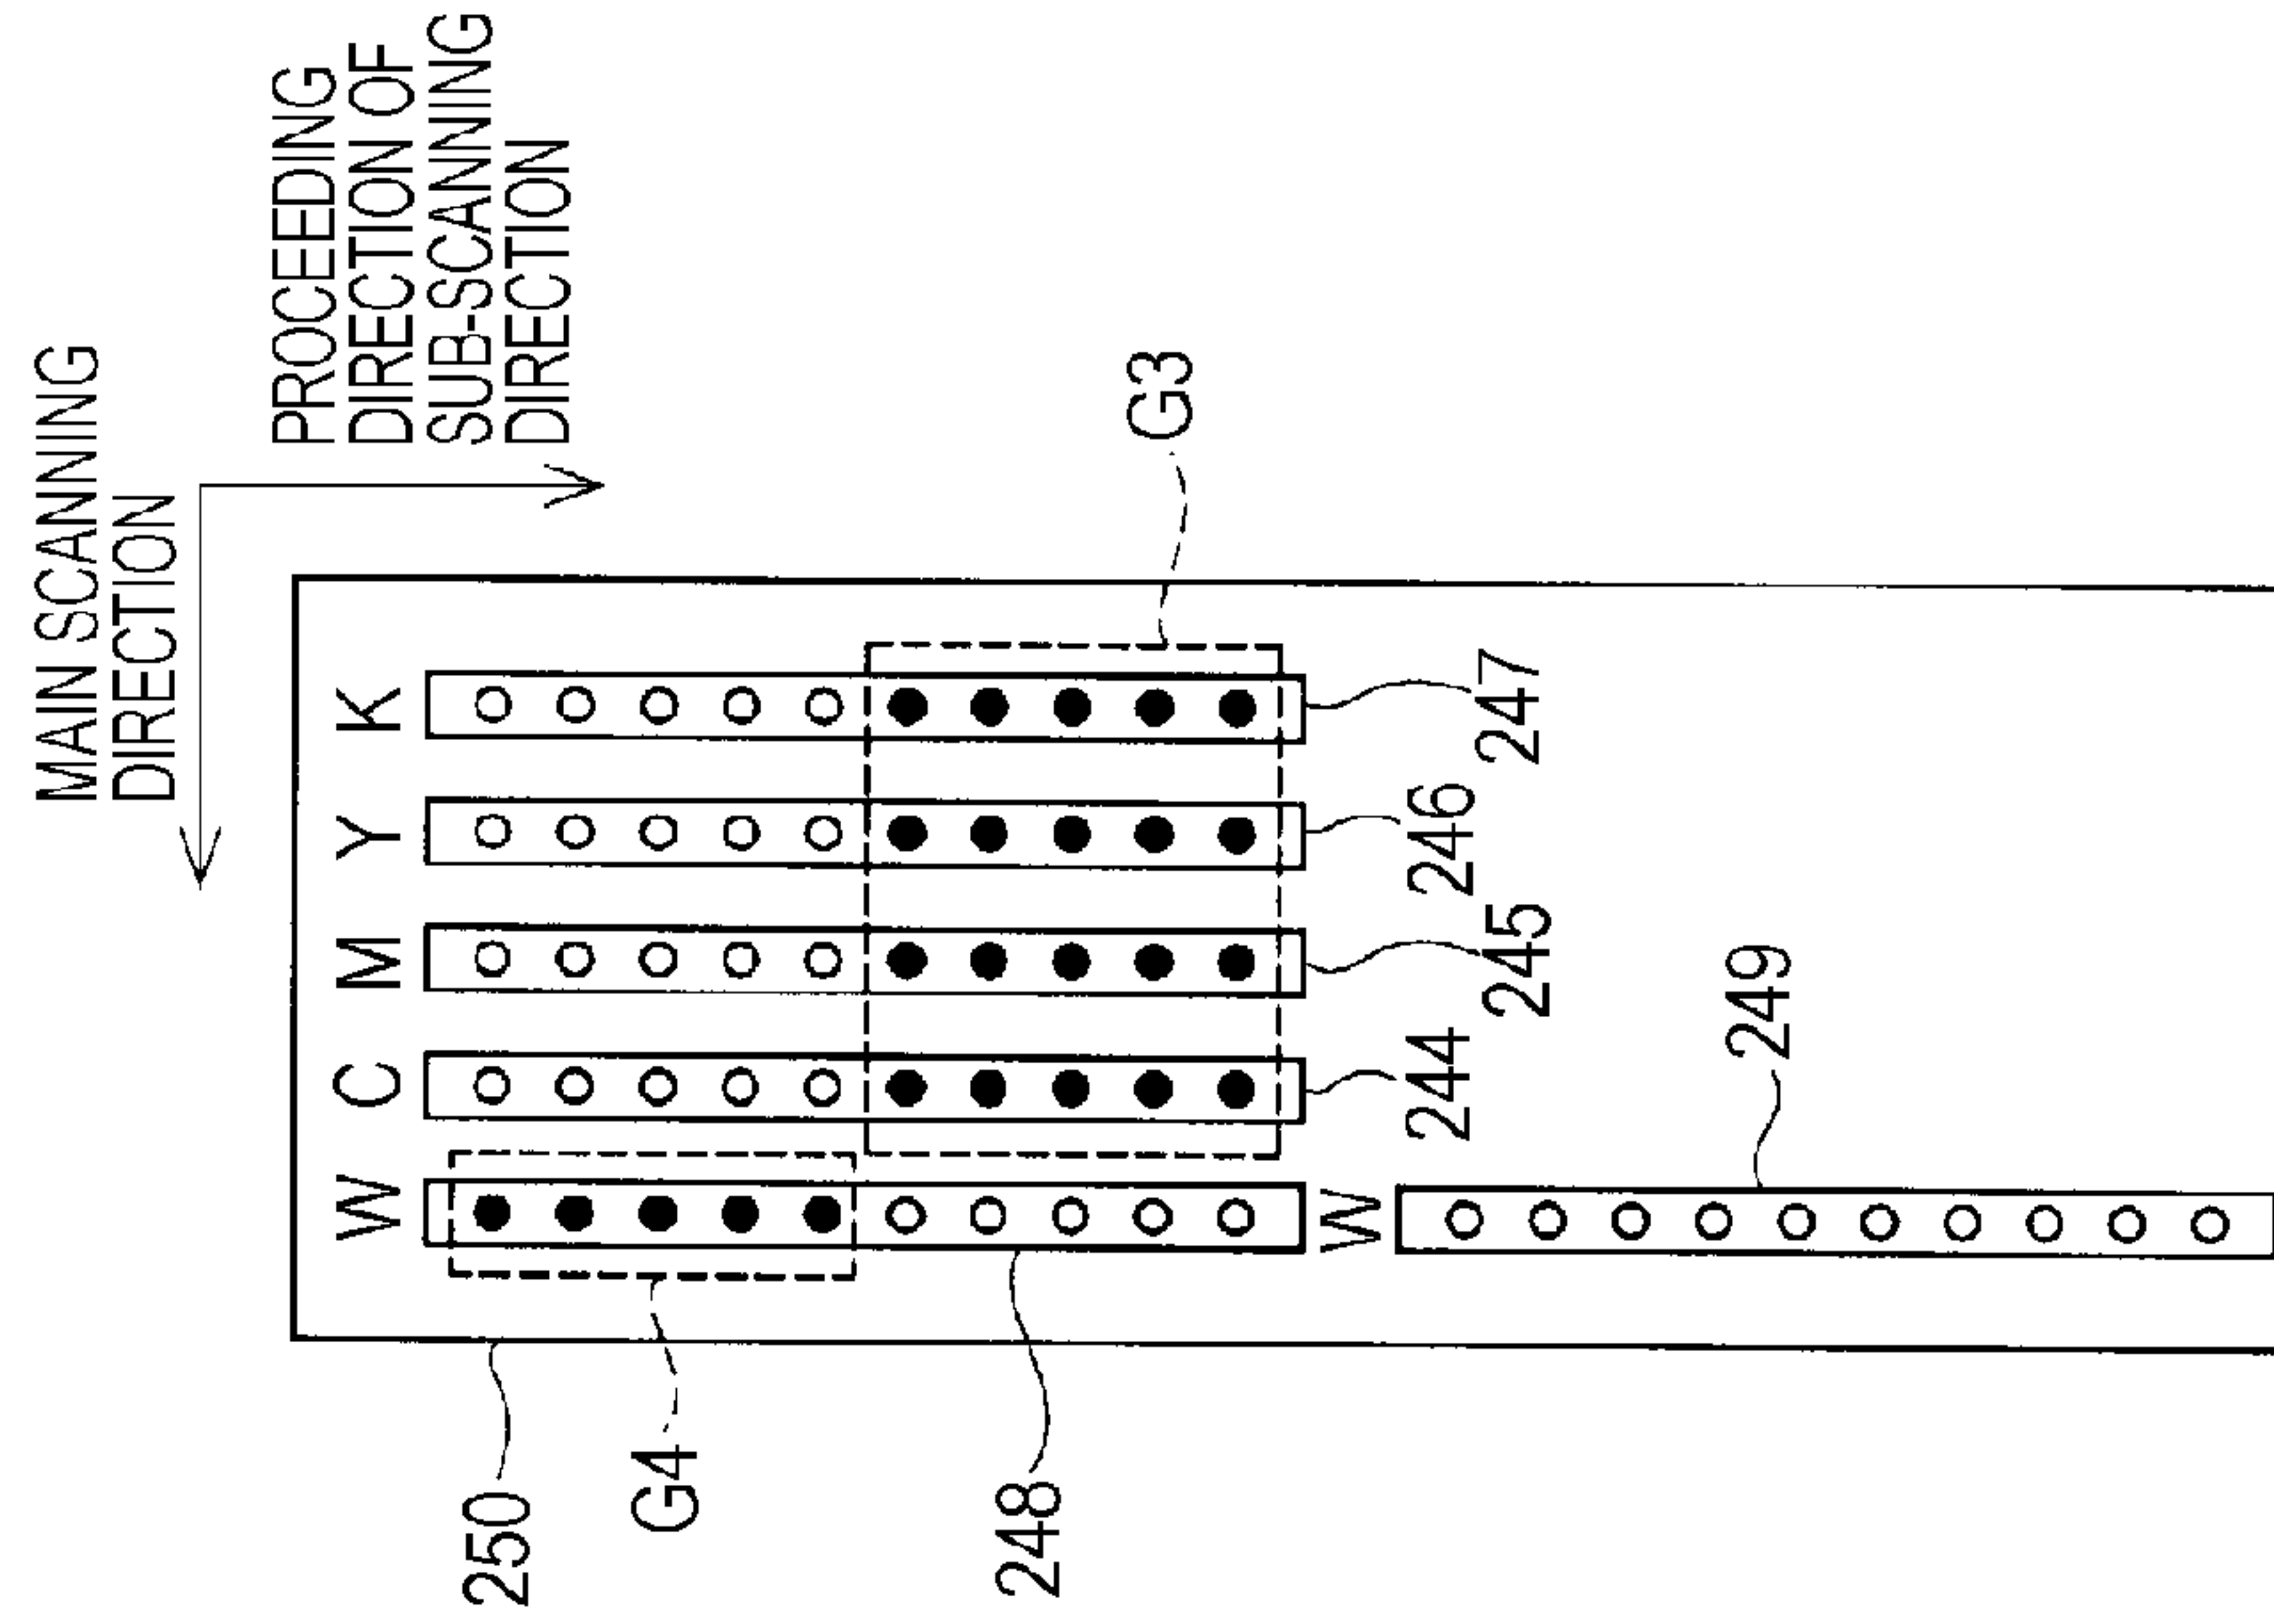 MAIN SCANNING
DIRECTION
PROCEEDING
DIRECTION OF
SUB-SCANNING
DIRECTION
W
C
M
Y
K
G3
250
G4
248
244
245
246
247
W
249